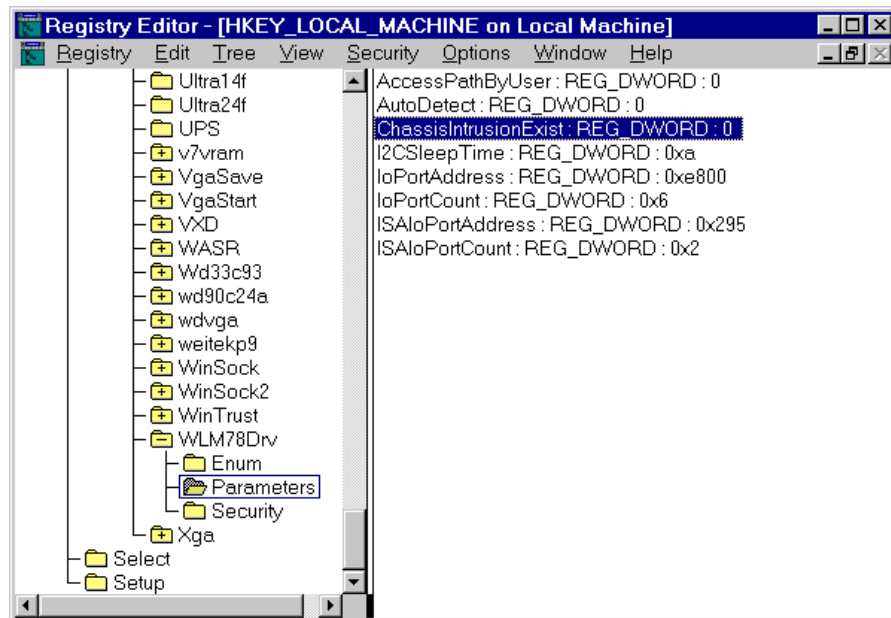 Registry Editor - [HKEY_LOCAL_MACHINE on Local Machine]
Registry Edit Tree View Security Options Window Help
Ultra14f
Ultra24f
UPS
v7vram
VgaSave
VgaStart
VXD
WASR
Wd33c93
wd90c24a
wdvga
weitekp9
WinSock
WinSock2
WinTrust
WLM78Drv
Enum
Parameters
Security
Xga
Select
Setup
AccessPathByUser : REG_DWORD : 0
AutoDetect : REG_DWORD : 0
ChassisIntrusionExist : REG_DWORD : 0
I2CSleepTime : REG_DWORD : 0xa
IoPortAddress : REG_DWORD : 0xe800
IoPortCount : REG_DWORD : 0x6
ISAIoPortAddress : REG_DWORD : 0x295
ISAIoPortCount : REG_DWORD : 0x2